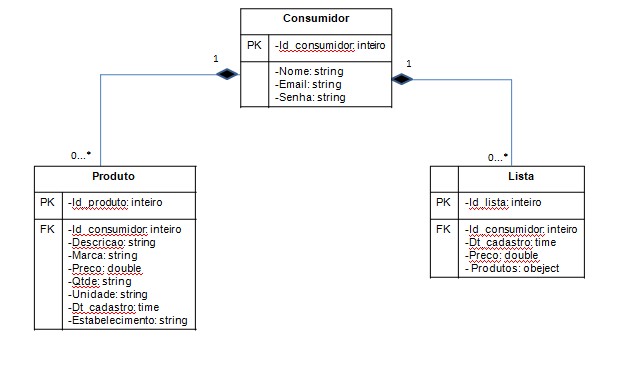 Consumidor
PK -Id_consumidor: inteiro
-Nome: string
-Email: string
-Senha: string
1
1
0...*
0...*
Produto
PK -Id_produto: inteiro
FK -Id_consumidor: inteiro
-Descricao: string
-Marca: string
-Preco: double
-Qtde: string
-Unidade: string
-Dt_cadastro: time
-Estabelecimento: string
Lista
PK -Id_lista: inteiro
FK -Id_consumidor: inteiro
-Dt_cadastro: time
-Preco: double
- Produtos: obeject